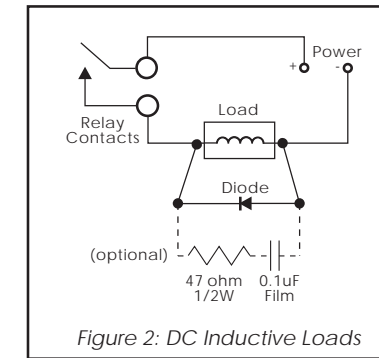 Power
+ -
Relay
Contacts
Load
Diode
(optional)
47 ohm
1/2W
0.1uF
Film
Figure 2: DC Inductive Loads